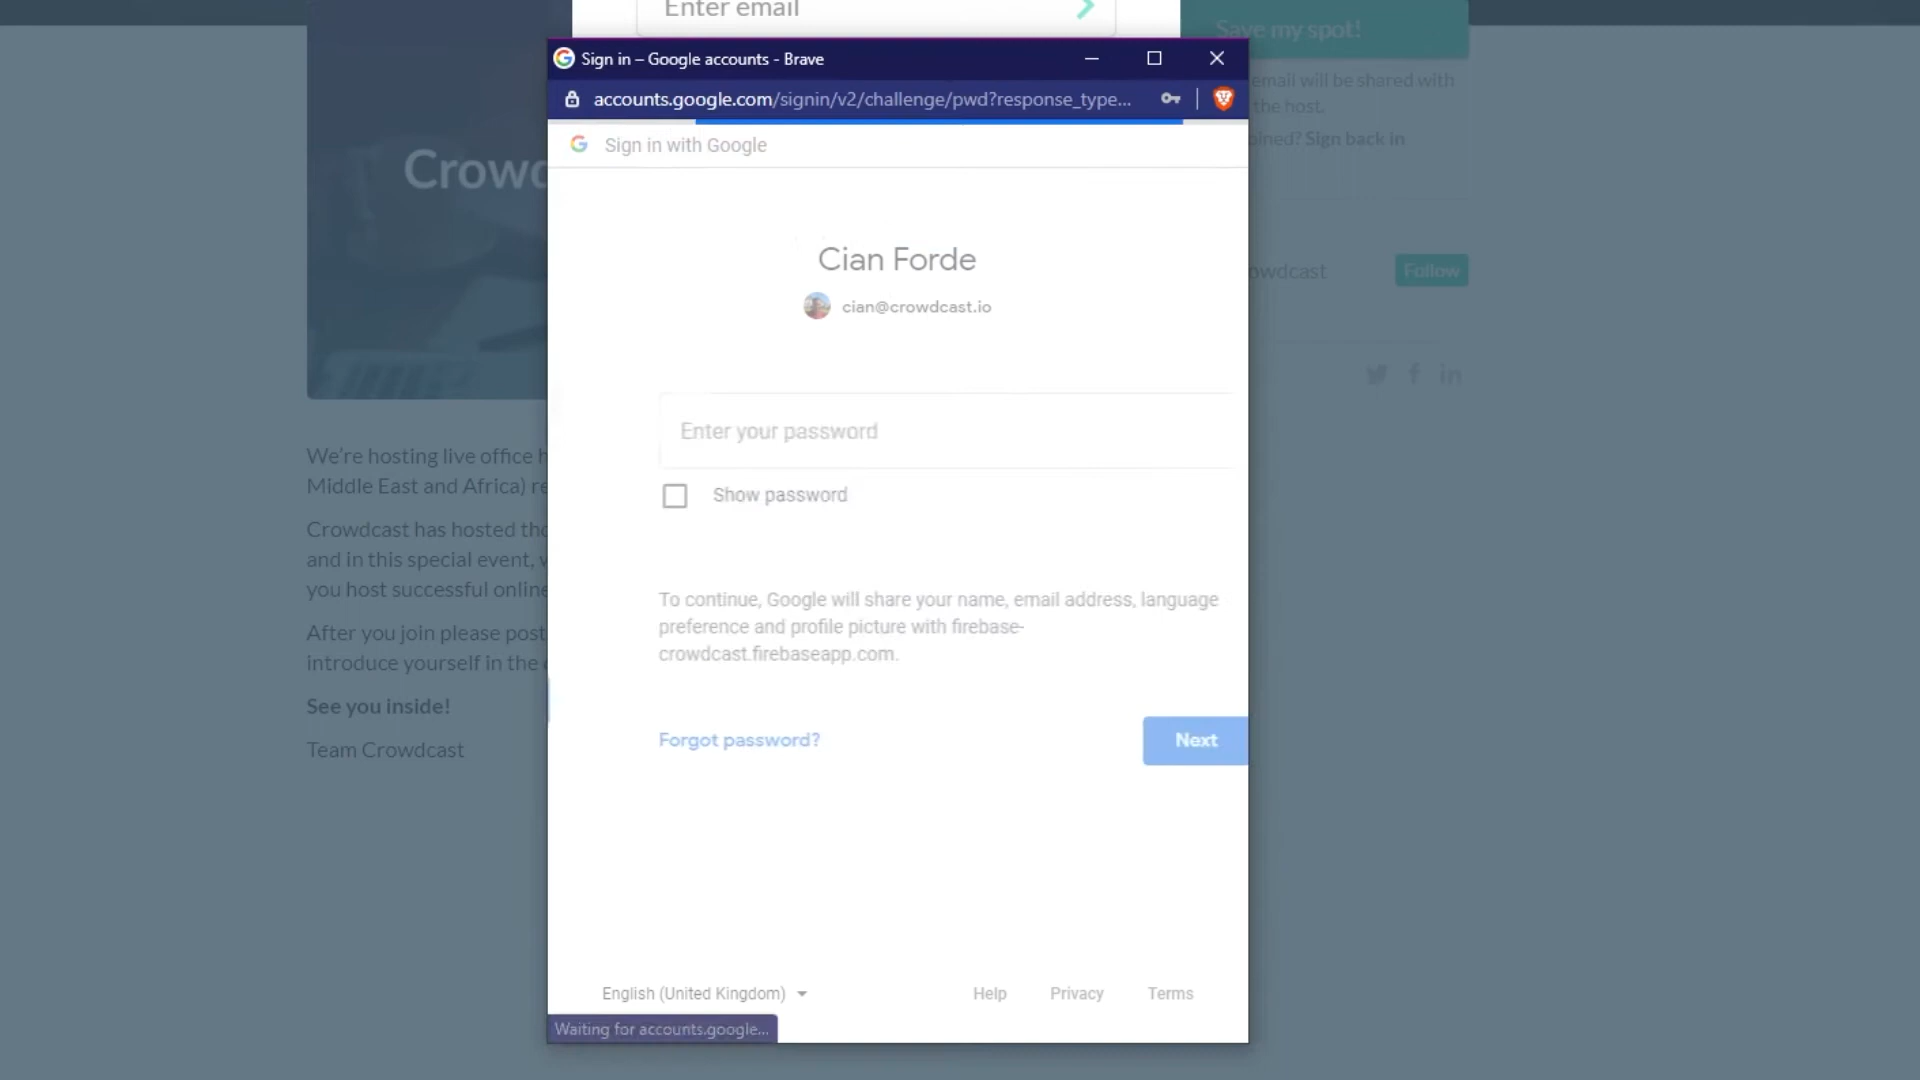 Enter email
Save my spot!
Sign in – Google accounts - Brave
accounts.google.com/signin/v2/challenge/pwd?response_type...
email will be shared with
the host.
Sign back in
Sign in with Google
Crowd
Cian Forde
cian@crowdcast.io
owdcast
Follow
Enter your password
Show password
We’re hosting live office h
Middle East and Africa) re
Crowdcast has hosted tho
and in this special event, w
you host successful online
After you join please post
introduce yourself in the c
See you inside!
Team Crowdcast
To continue, Google will share your name, email address, language
preference and profile picture with firebase-
crowdcast.firebaseapp.com.
Forgot password?
Next
English (United Kingdom)
Help
Privacy
Terms
Waiting for accounts.google...